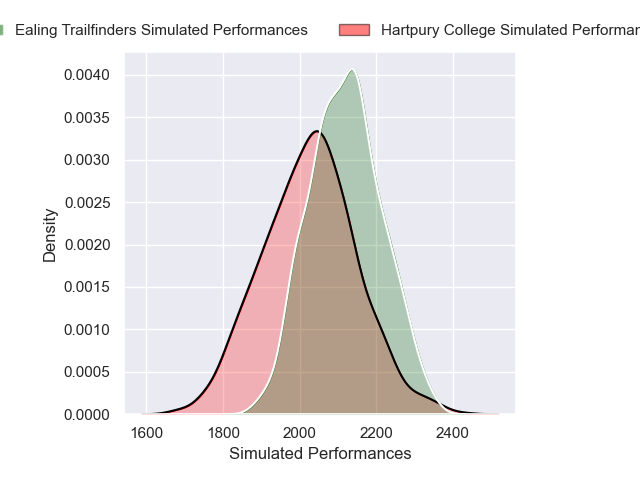 Ealing Trailfinders Simulated Performances
Hartpury College Simulated
0.0040
0.0035
0.0030
0.0025
0.0020
0.0015
0.0010
0.0005
0.0000
Density
1600 1800 2000 2200 2400
Simulated Performances